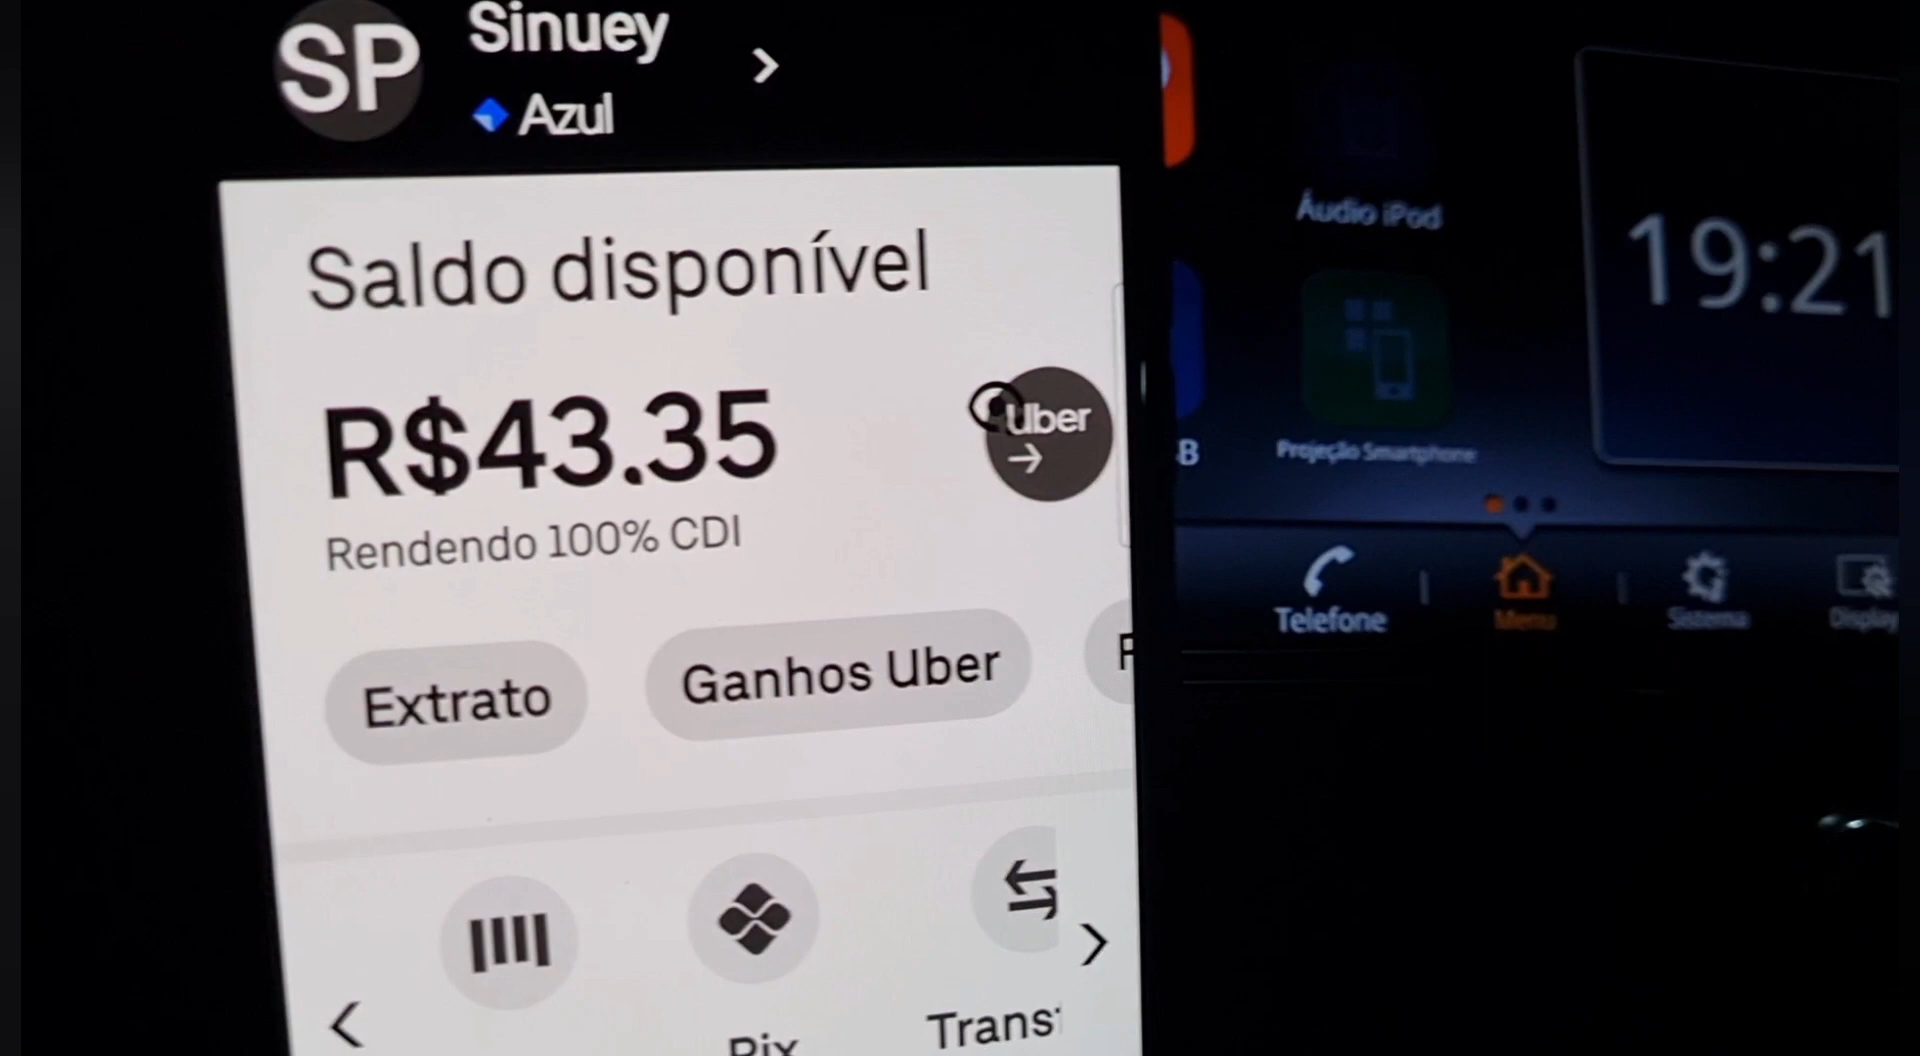 SP
Sinuey
Azul
Saldo disponível
R$43.35
Uber
Rendendo 100% CDI
Extrato
Ganhos Uber
Pix
Áudio iPod
19:21
Projeção Smartphone
Telefone
Menu
Sistema
Display